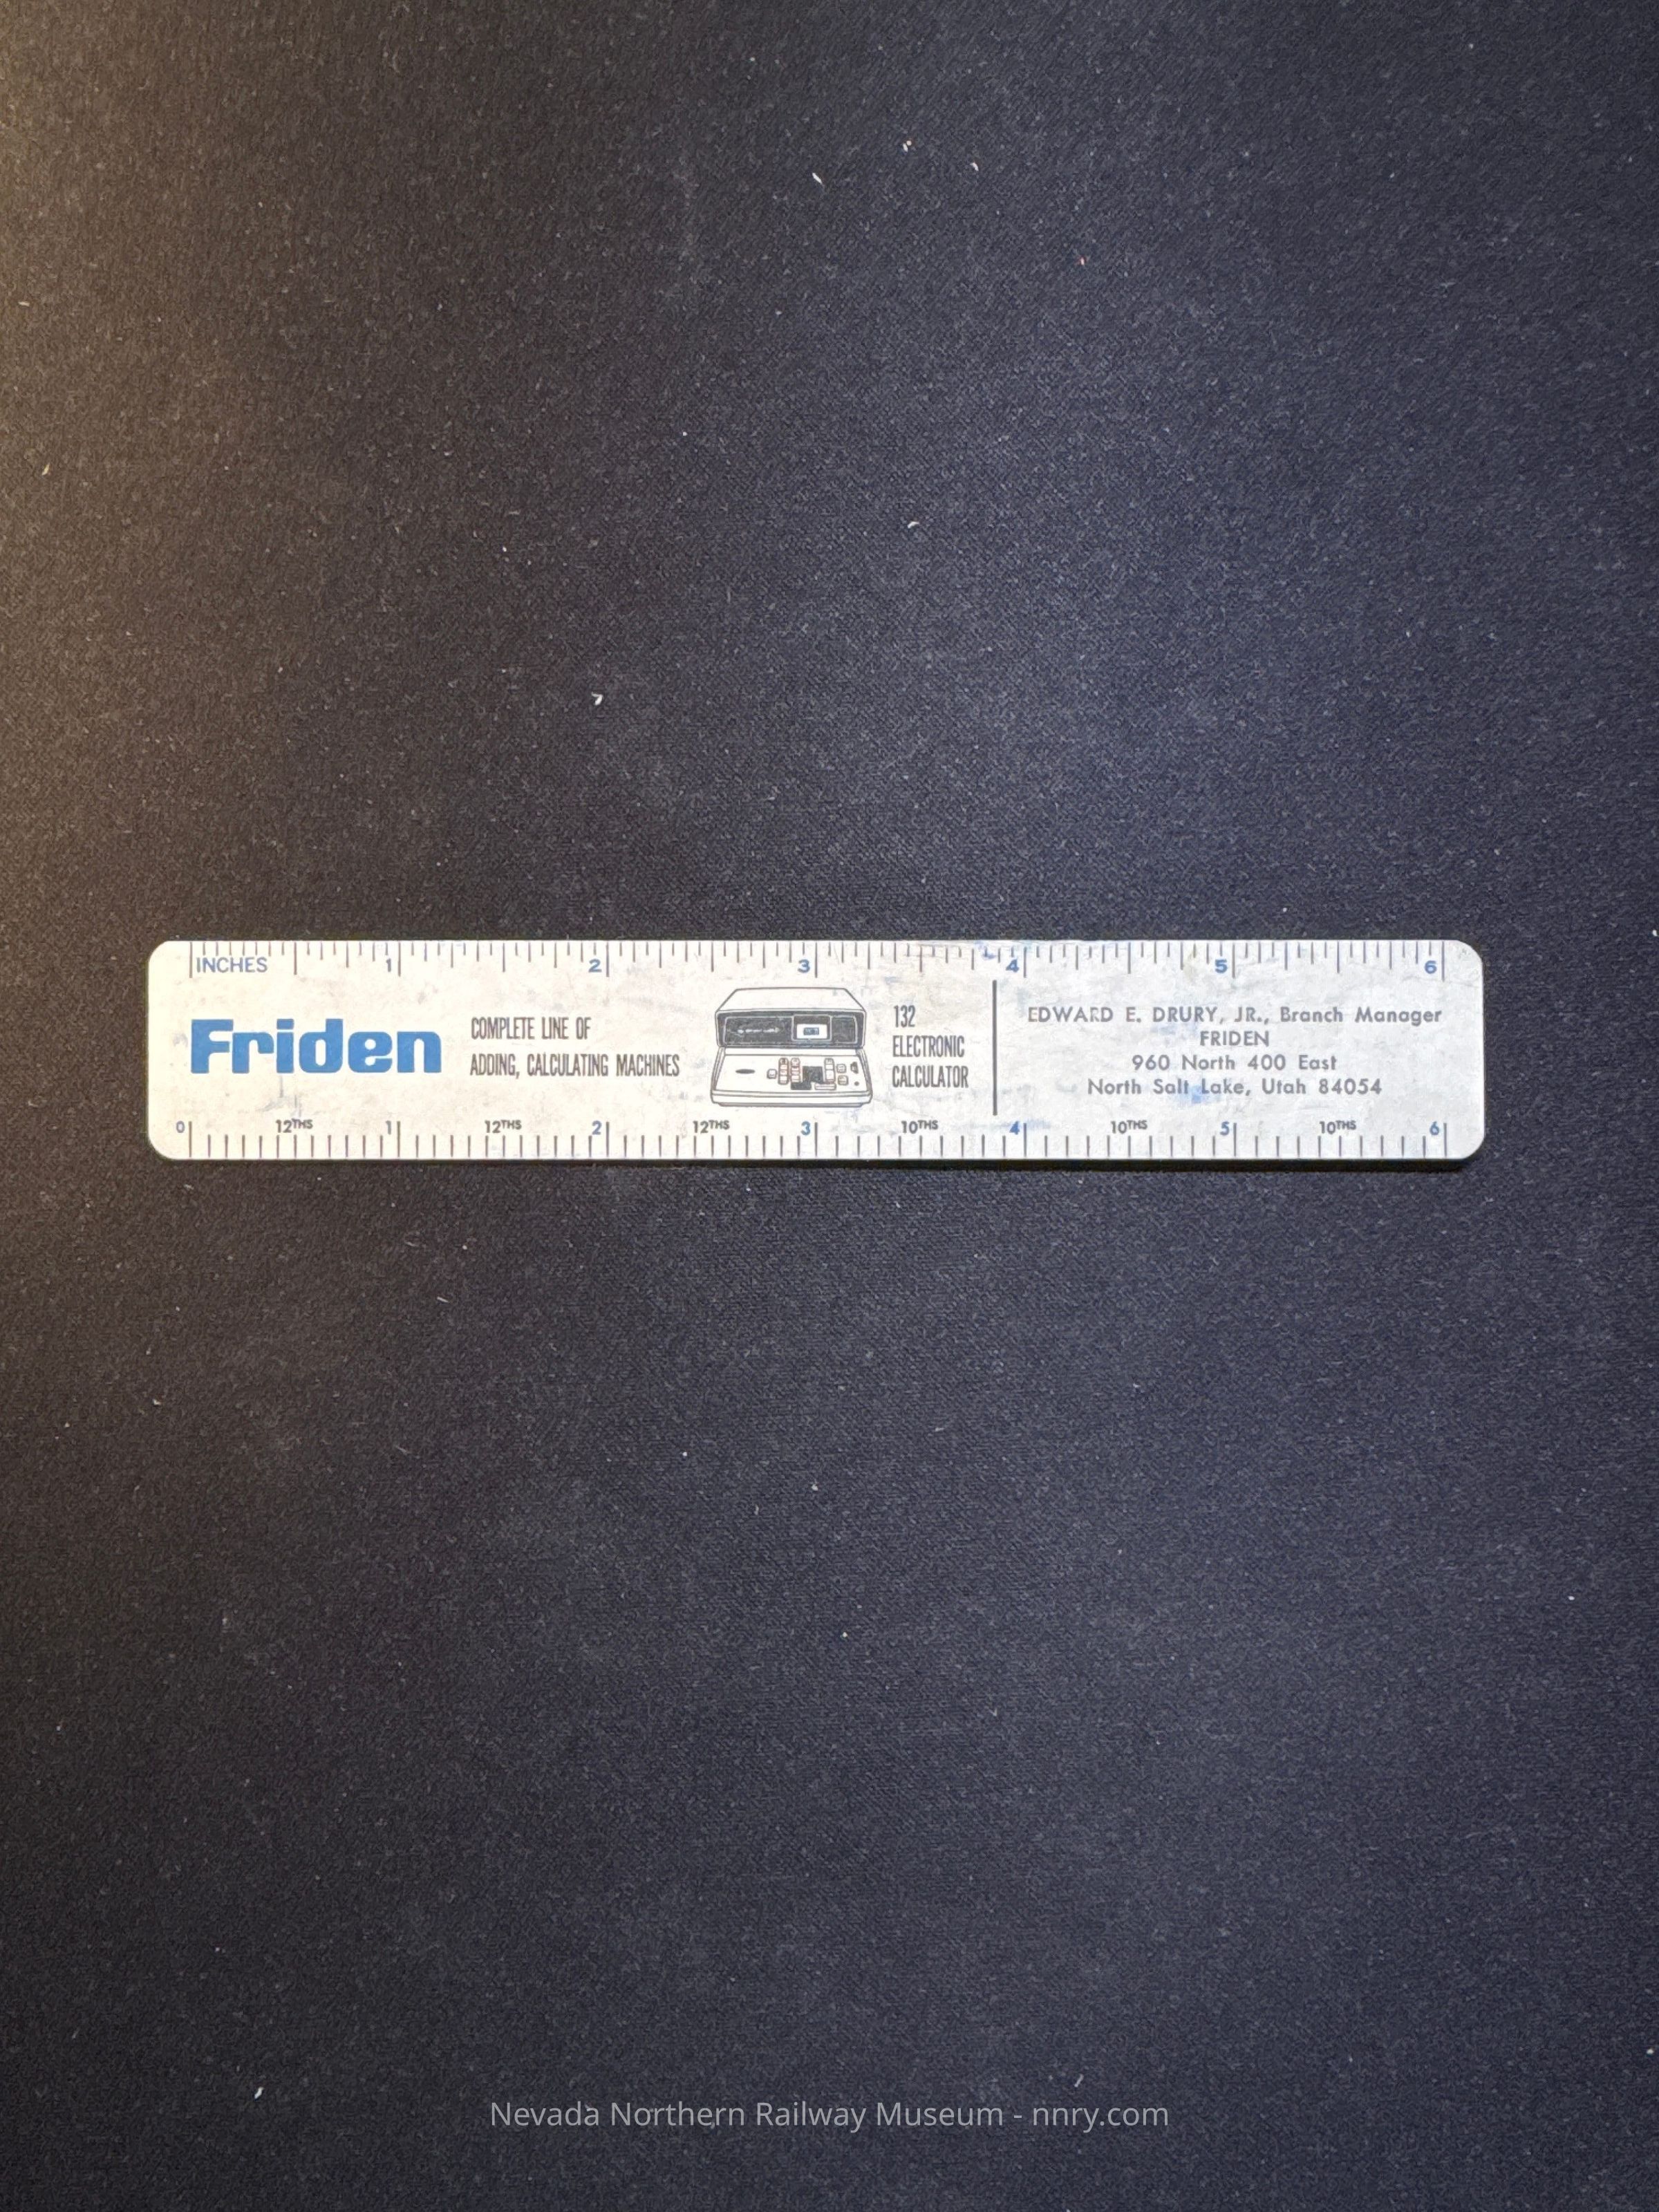 INCHES 1 2 3 4 5 6
Friden
COMPLETE LINE OF
ADDING, CALCULATING MACHINES
132
ELECTRONIC
CALCULATOR
EDWARD E. DRURY, JR., Branch Manager
FRIDEN
960 North 400 East
North Salt Lake, Utah 84054
0 12THS 1 12THS 2 12THS 3 10THS 4 10THS 5 10THS 6
Nevada Northern Railway Museum - nnry.com